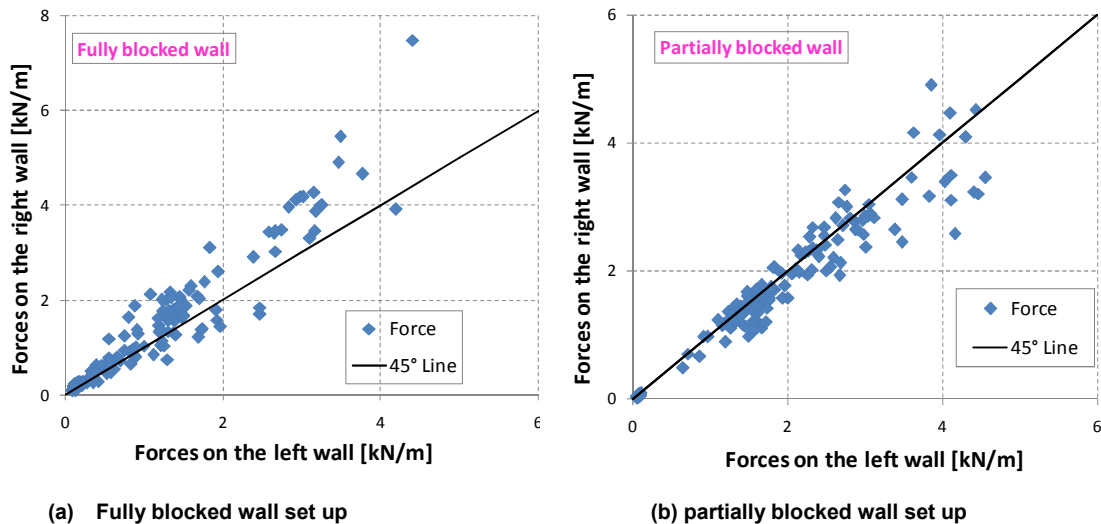 8
6
4
2
0
0
2
4
6
Fully blocked wall
Force
45° Line
Forces on the right wall [kN/m]
Forces on the left wall [kN/m]
(a) Fully blocked wall set up
6
4
2
0
0
2
4
6
Partially blocked wall
Force
45° Line
Forces on the right wall [kN/m]
Forces on the left wall [kN/m]
(b) partially blocked wall set up